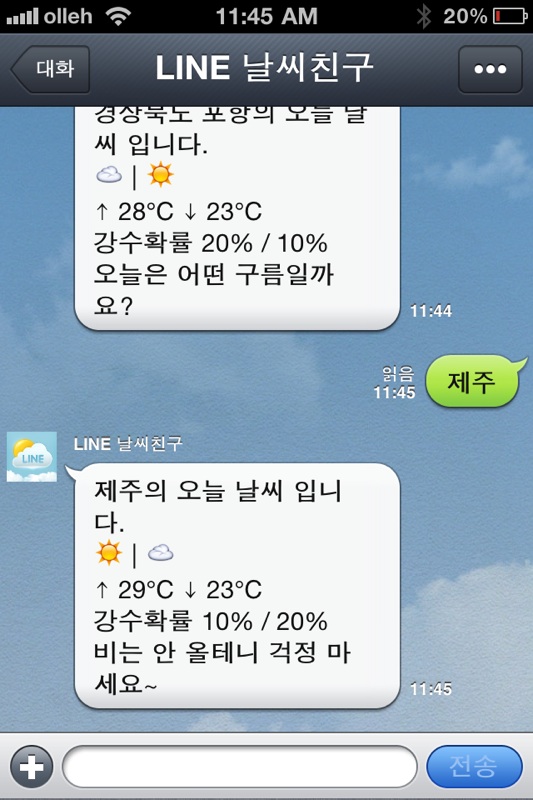 olleh 11:45 AM 20%
대화 LINE 날씨친구
경상북도 포항의 오늘 날
씨 입니다.
|
↑ 28°C ↓ 23°C
강수확률 20% / 10%
오늘은 어떤 구름일까
요?
11:44
읽음
11:45
제주
LINE 날씨친구
LINE
제주의 오늘 날씨 입니
다.
|
↑ 29°C ↓ 23°C
강수확률 10% / 20%
비는 안 올테니 걱정 마
세요~
11:45
전송